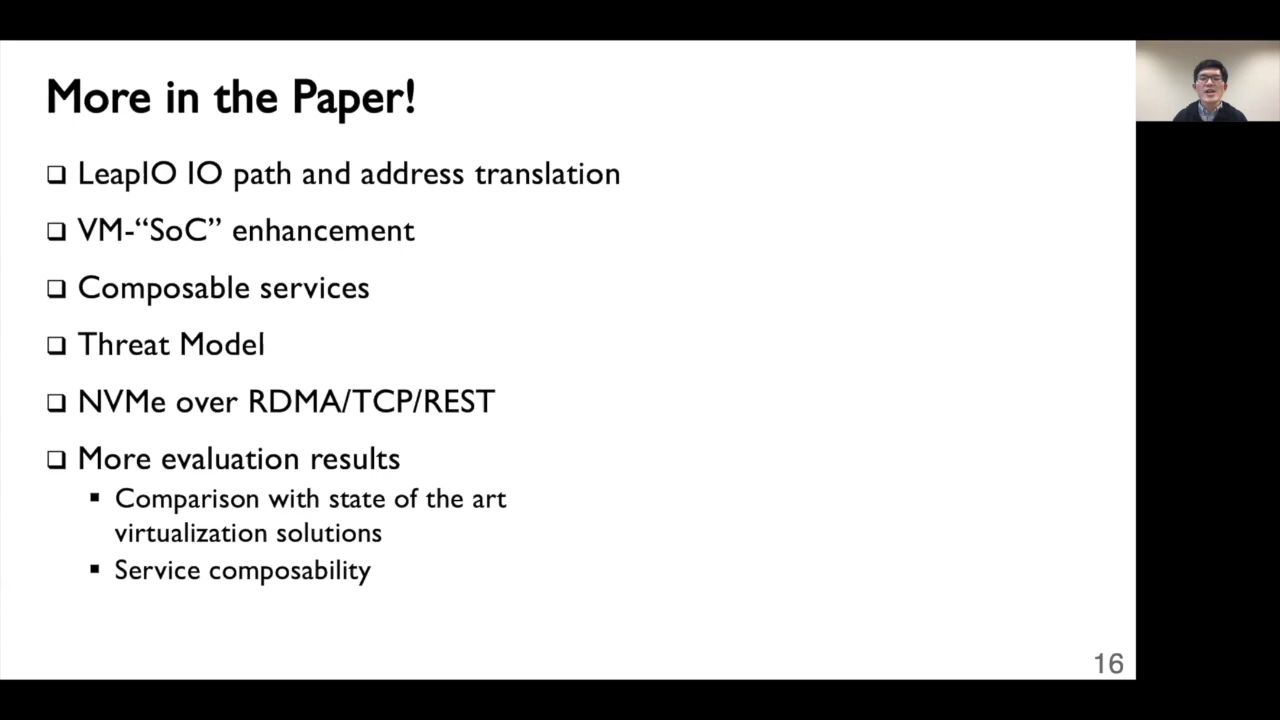 More in the Paper!
❑ LeapIO IO path and address translation
❑ VM-“SoC” enhancement
❑ Composable services
❑ Threat Model
❑ NVMe over RDMA/TCP/REST
❑ More evaluation results
▪ Comparison with state of the art
virtualization solutions
▪ Service composability
16